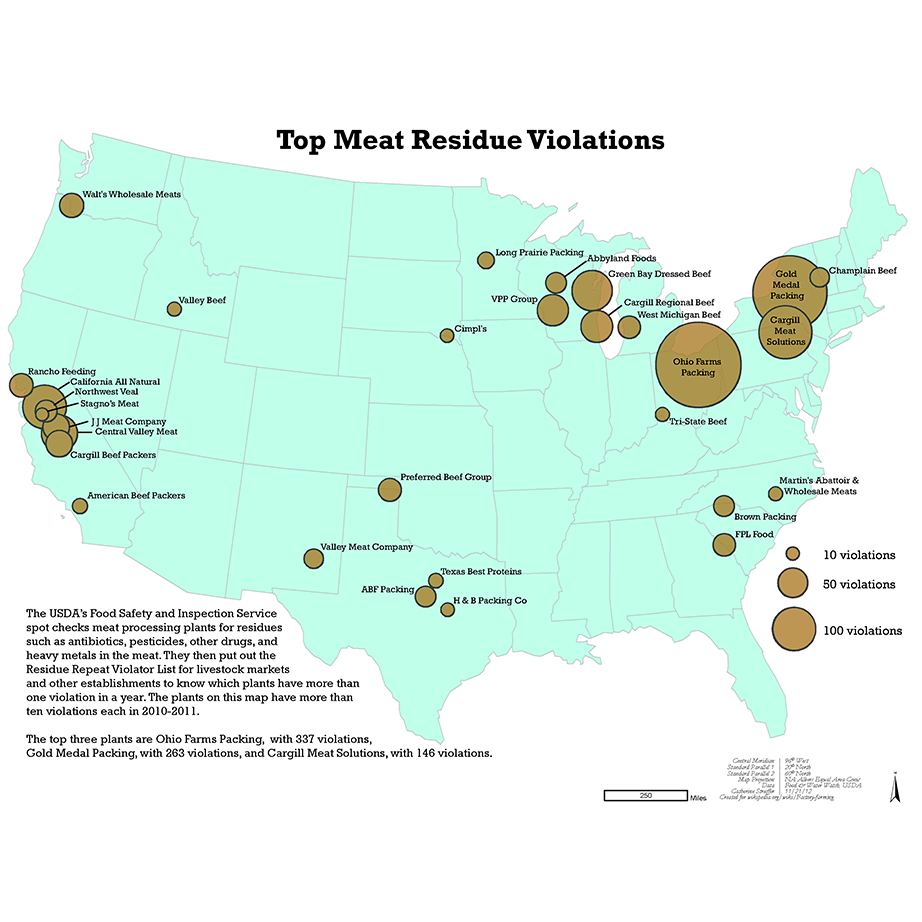 Top Meat Residue Violations
Walt's Wholesale Meats
Long Prairie Packing
Abbyland Foods
Green Bay Dressed Beef
Gold
Medal
Packing
Champlain Beef
Valley Beef
VPP Group
Cargill Regional Beef
West Michigan Beef
Cargill
Meat
Solutions
Cimpl's
Ohio Farms
Packing
Rancho Feeding
California All Natural
Northwest Veal
Stagno's Meat
J J Meat Company
Central Valley Meat
Cargill Beef Packers
Tri-State Beef
American Beef Packers
Preferred Beef Group
Martin's Abattoir &
Wholesale Meats
Brown Packing
FPL Food
Valley Meat Company
Texas Best Proteins
ABF Packing
H & B Packing Co
10 violations
50 violations
100 violations
The USDA's Food Safety and Inspection Service
spot checks meat processing plants for residues
such as antibiotics, pesticides, other drugs, and
heavy metals in the meat. They then put out the
Residue Repeat Violator List for livestock markets
and other establishments to know which plants have more than
one violation in a year. The plants on this map have more than
ten violations each in 2010-2011.
The top three plants are Ohio Farms Packing, with 337 violations,
Gold Medal Packing, with 263 violations, and Cargill Meat Solutions, with 146 violations.
Central Meridian 96º West
Standard Parallel 1 20º North
Standard Parallel 2 60º North
Map Projection NA Albers Equal Area Conic
Data Food & Water Watch, USDA
Catherine 11/21/12
Created for wikipedia.org/wiki/Factory-farming
250 Miles